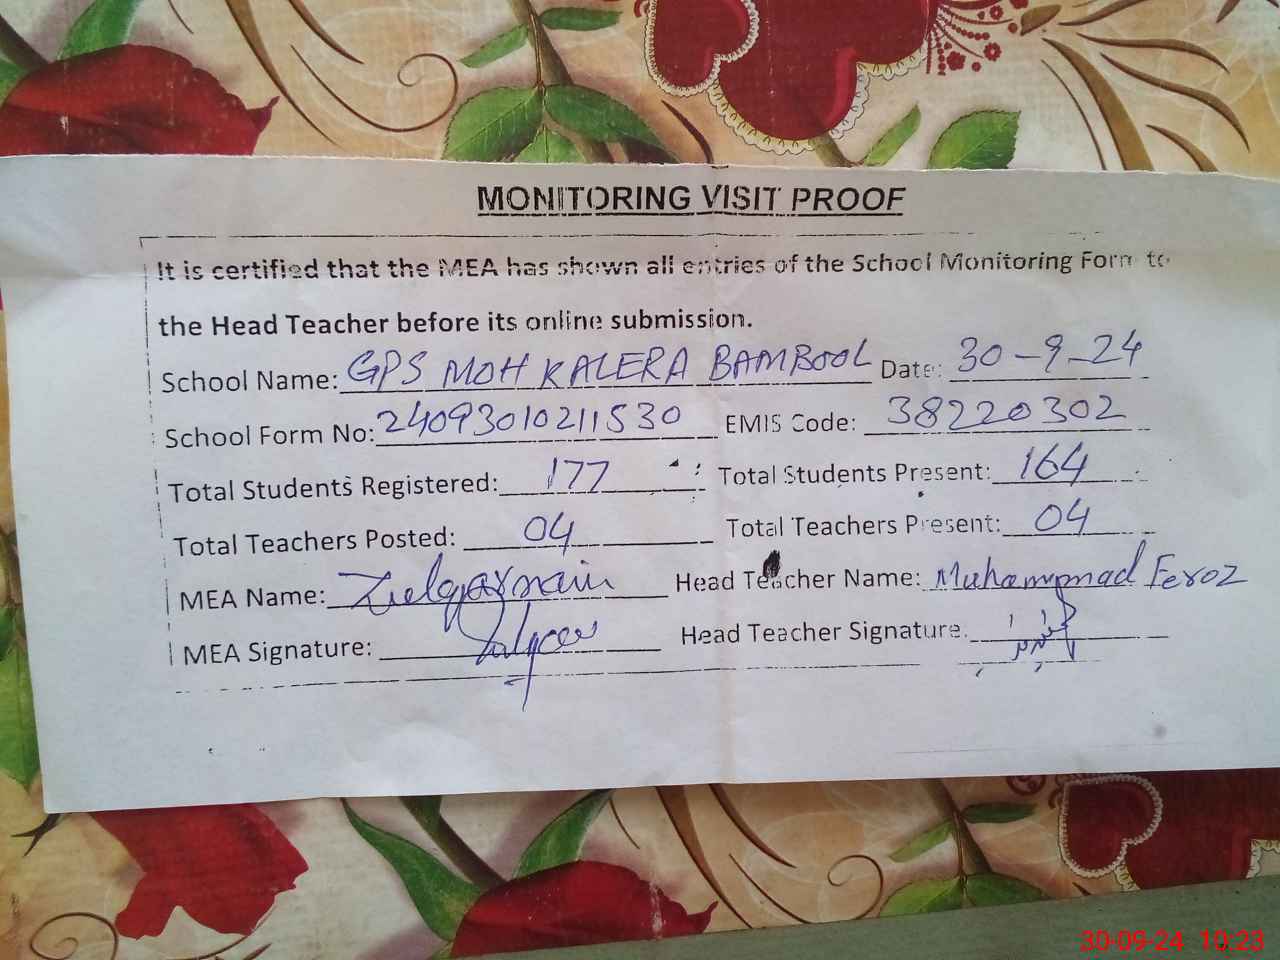 MONITORING VISIT PROOF
It is certified that the MEA has shown all entries of the School Monitoring Form to
the Head Teacher before its online submission.
School Name: GPS MOH KALERA BAMBOOL Date: 30-9-24
School Form No: 24093010211530 EMIS Code: 38220302
Total Students Registered: 177 Total Students Present: 164
Total Teachers Posted: 04 Total Teachers Present: 04
MEA Name: Zulqarnain Head Teacher Name: Muhammad Feroz
MEA Signature: Head Teacher Signature:
30-09-24 10:23